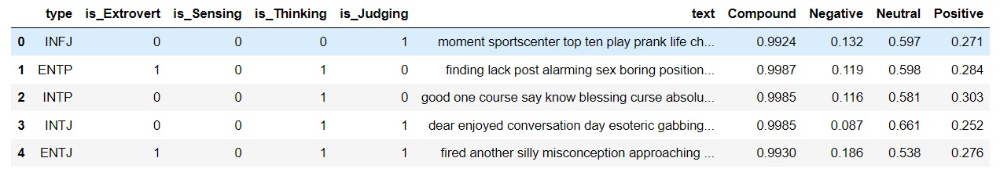 type is_Extrovert is_Sensing is_Thinking is_Judging text Compound Negative Neutral Positive
0 INFJ 0 0 0 1 moment sportscenter top ten play prank life ch... 0.9924 0.132 0.597 0.271
1 ENTP 1 0 1 0 finding lack post alarming sex boring position... 0.9987 0.119 0.598 0.284
2 INTP 0 0 1 0 good one course say know blessing curse absolu... 0.9985 0.116 0.581 0.303
3 INTJ 0 0 1 1 dear enjoyed conversation day esoteric gabbing... 0.9985 0.087 0.661 0.252
4 ENTJ 1 0 1 1 fired another silly misconception approaching ... 0.9930 0.186 0.538 0.276